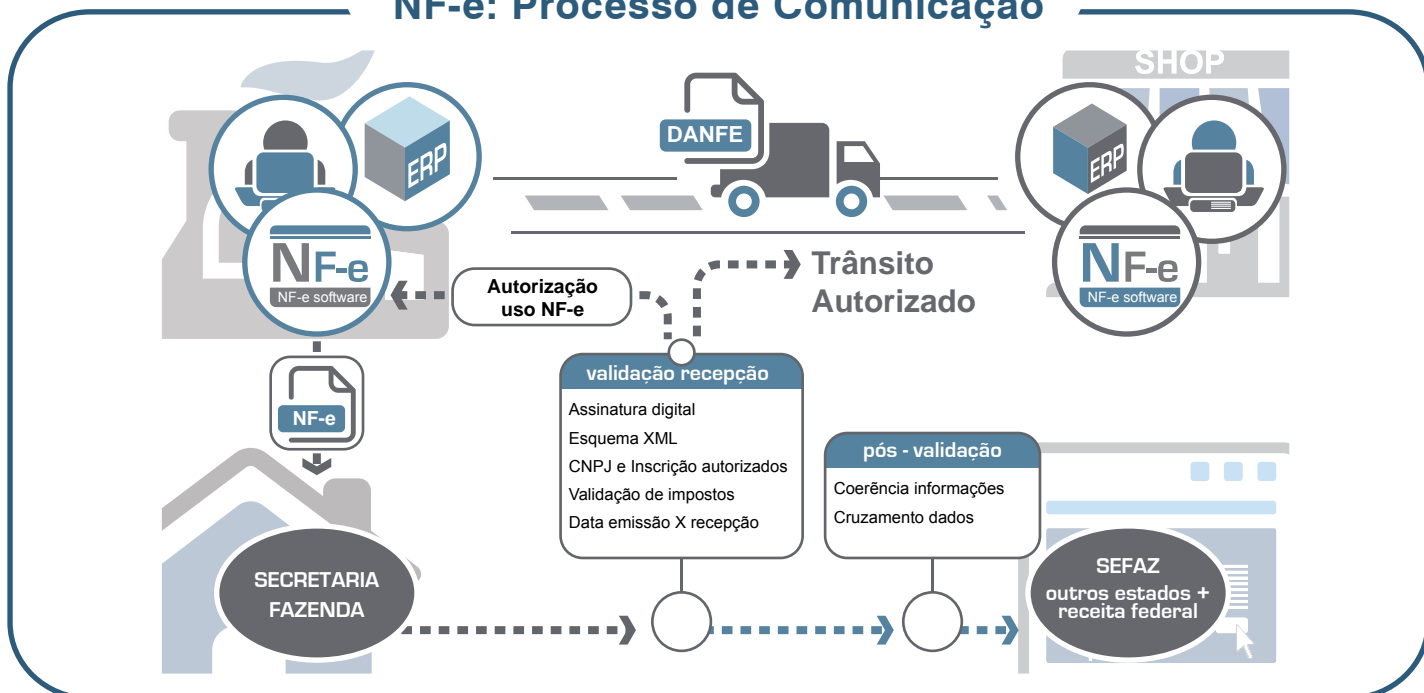 NF-e: Processo de Comunicação
SHOP
DANFE
ERP
ERP
NF-e
NF-e software
NF-e
NF-e software
Autorização
uso NF-e
Trânsito
Autorizado
NF-e
validação recepção
Assinatura digital
Esquema XML
CNPJ e Inscrição autorizados
Validação de impostos
Data emissão X recepção
pós - validação
Coerência informações
Cruzamento dados
SECRETARIA
FAZENDA
SEFAZ
outros estados +
receita federal